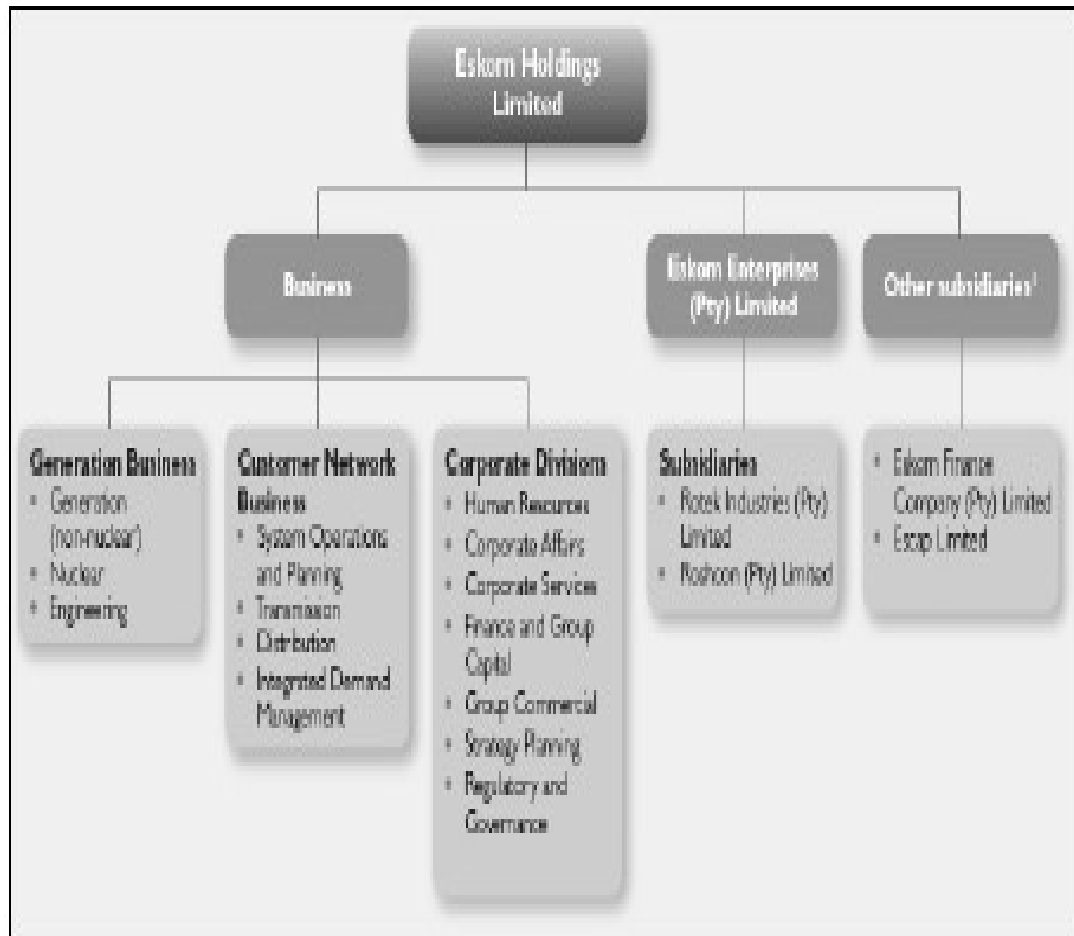 Eskom Holdings
Limited
Business
Eskom Enterprises
(Pty) Limited
Other subsidiaries¹
Generation Business
• Generation
(non-nuclear)
• Nuclear
• Engineering
Customer Network
Business
• System Operations
and Planning
• Transmission
• Distribution
• Integrated Demand
Management
Corporate Divisions
• Human Resources
• Corporate Affairs
• Corporate Services
• Finance and Group
Capital
• Group Commercial
• Strategy Planning
• Regulatory and
Governance
Subsidiaries
• Rotek Industries (Pty)
Limited
• Roshcon (Pty) Limited
• Eskom Finance
Company (Pty) Limited
• Escap Limited